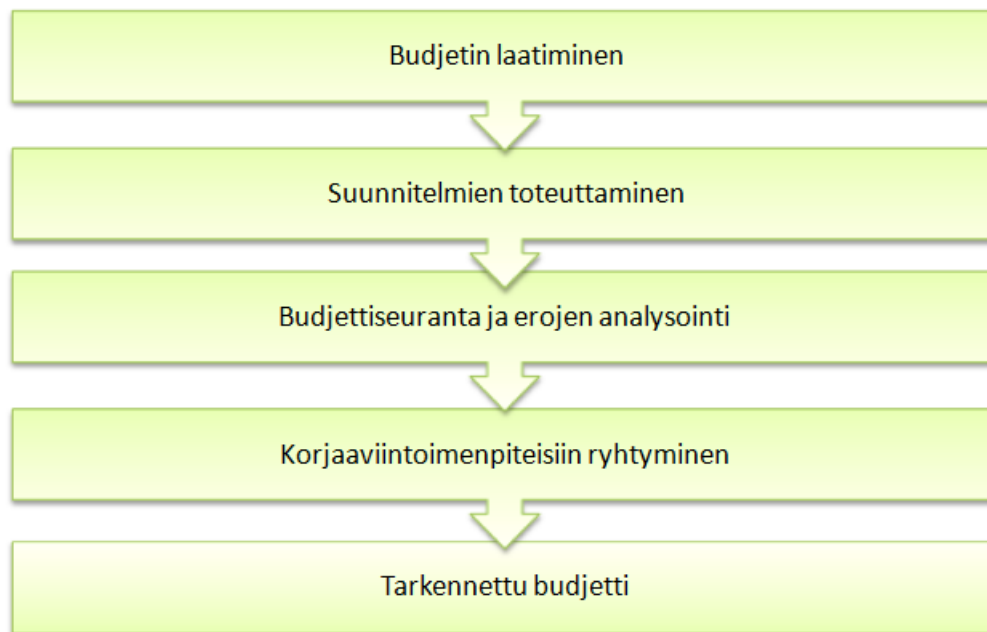 Budjetin laatiminen
Suunnitelmien toteuttaminen
Budjettiseuranta ja erojen analysointi
Korjaaviintoimenpiteisiin ryhtyminen
Tarkennettu budjetti